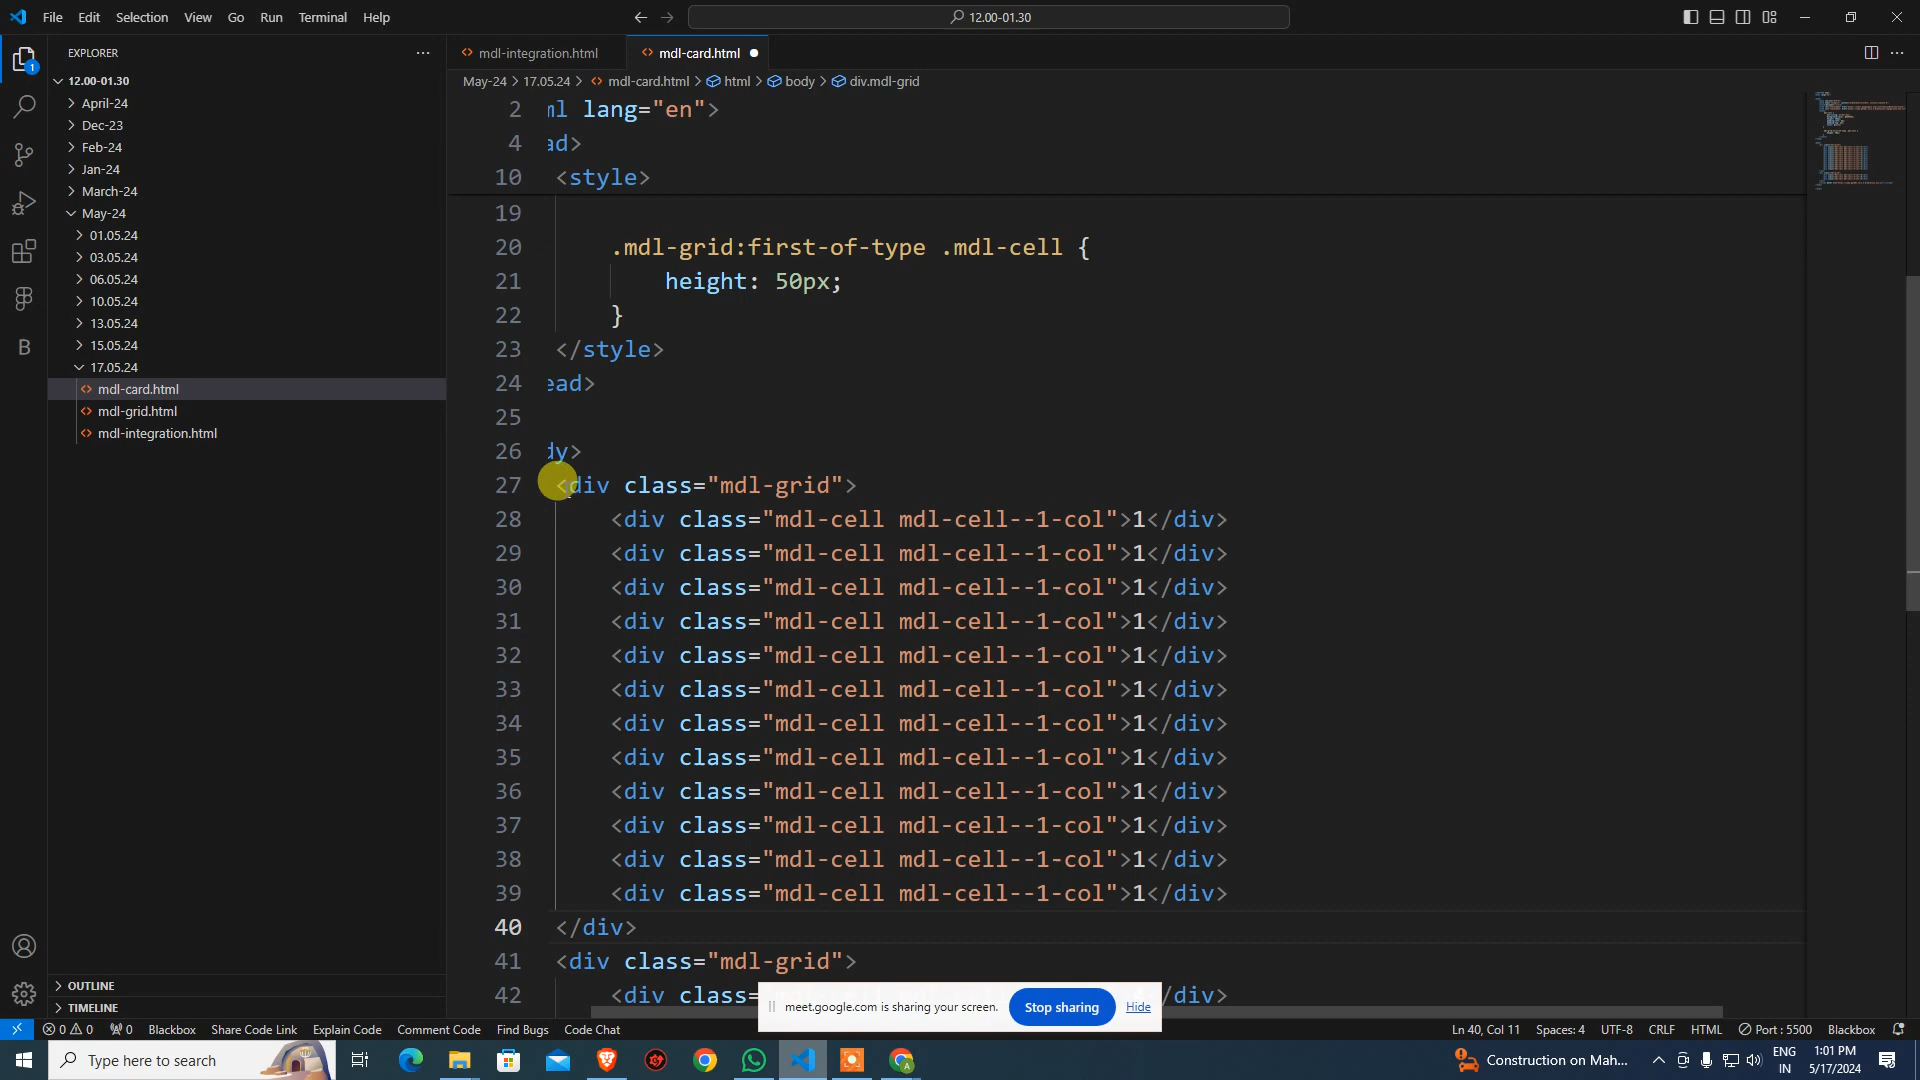 File Edit Selection View Go Run Terminal Help
12.00-01.30
EXPLORER
mdl-integration.html
mdl-card.html
May-24 > 17.05.24 > mdl-card.html > html > body > div.mdl-grid
12.00-01.30
April-24
Dec-23
Feb-24
Jan-24
March-24
May-24
01.05.24
03.05.24
06.05.24
10.05.24
13.05.24
15.05.24
17.05.24
mdl-card.html
mdl-grid.html
mdl-integration.html
OUTLINE
TIMELINE
2 ml lang="en">
4 ad>
10 <style>
19
20 .mdl-grid:first-of-type .mdl-cell {
21 height: 50px;
22 }
23 </style>
24 ead>
25
26 dy>
27 <div class="mdl-grid">
28 <div class="mdl-cell mdl-cell--1-col">1</div>
29 <div class="mdl-cell mdl-cell--1-col">1</div>
30 <div class="mdl-cell mdl-cell--1-col">1</div>
31 <div class="mdl-cell mdl-cell--1-col">1</div>
32 <div class="mdl-cell mdl-cell--1-col">1</div>
33 <div class="mdl-cell mdl-cell--1-col">1</div>
34 <div class="mdl-cell mdl-cell--1-col">1</div>
35 <div class="mdl-cell mdl-cell--1-col">1</div>
36 <div class="mdl-cell mdl-cell--1-col">1</div>
37 <div class="mdl-cell mdl-cell--1-col">1</div>
38 <div class="mdl-cell mdl-cell--1-col">1</div>
39 <div class="mdl-cell mdl-cell--1-col">1</div>
40 </div>
41 <div class="mdl-grid">
42 <div class </div>
meet.google.com is sharing your screen. Stop sharing Hide
0 0 0 Blackbox Share Code Link Explain Code Comment Code Find Bugs Code Chat
Ln 40, Col 11 Spaces: 4 UTF-8 CRLF HTML Port : 5500 Blackbox
Type here to search
Construction on Mah...
ENG
IN
1:01 PM
5/17/2024